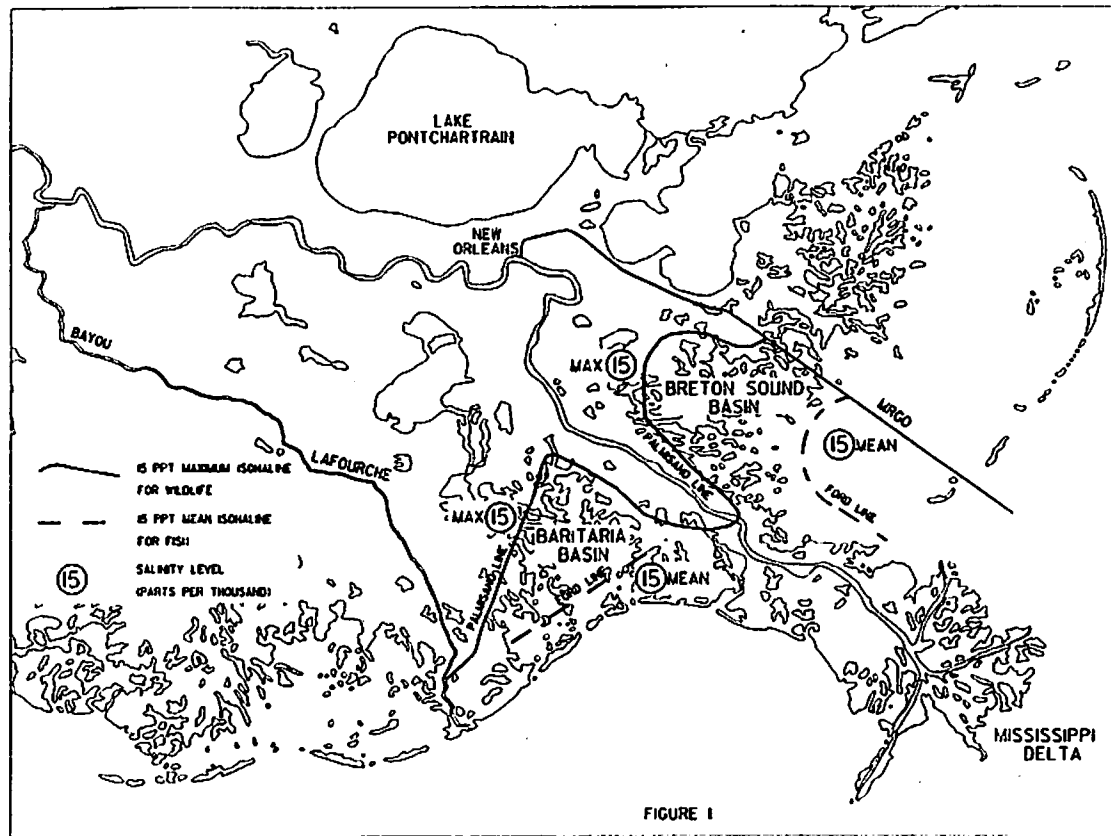 LAKE
PONTCHARTRAIN
NEW
ORLEANS
BAYOU
LAFOURCHE
MAX 15
BRETON SOUND
BASIN
MRGO
15 MEAN
PALMISANO LINE
FORD LINE
MAX 15
BARITARIA
BASIN
15 MEAN
PALMISANO LINE
FORD LINE
15 PPT MAXIMUM ISOHALINE
FOR WILDLIFE
15 PPT MEAN ISOHALINE
FOR FISH
15
SALINITY LEVEL
(PARTS PER THOUSAND)
MISSISSIPPI
DELTA
FIGURE 1